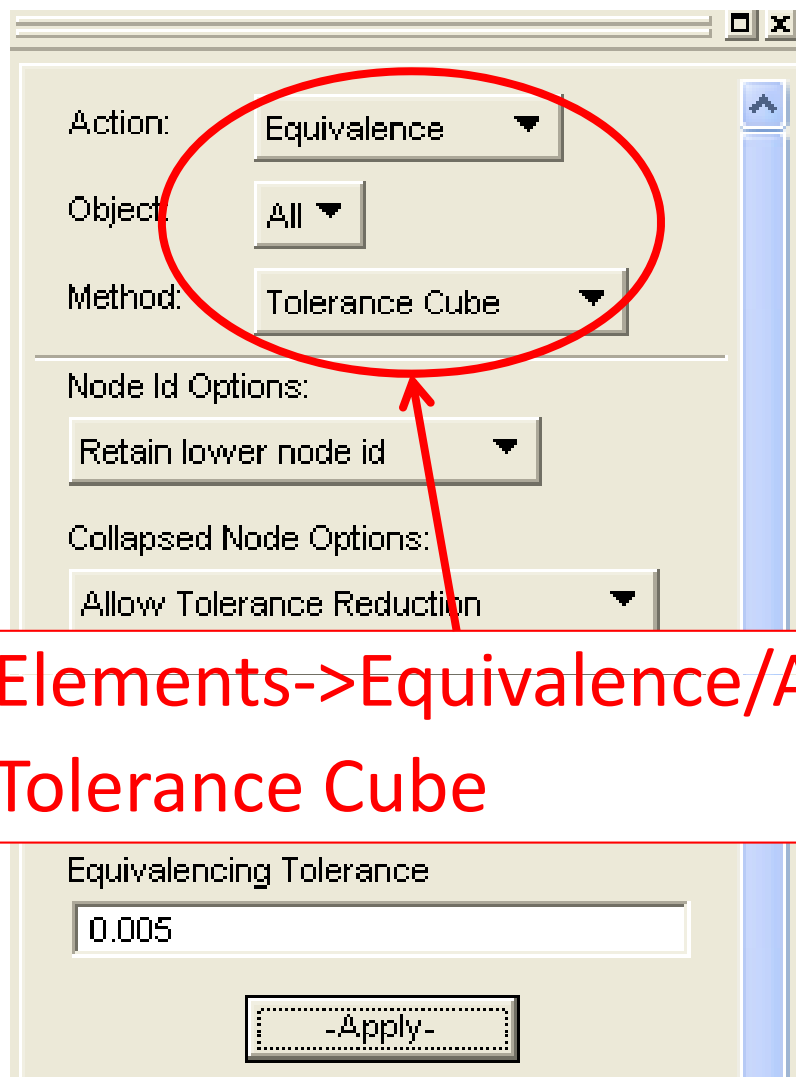 Action: Equivalence
Object: All
Method: Tolerance Cube
Node Id Options:
Retain lower node id
Collapsed Node Options:
Allow Tolerance Reduction
Elements->Equivalence/A
Tolerance Cube
Equivalencing Tolerance
0.005
-Apply-